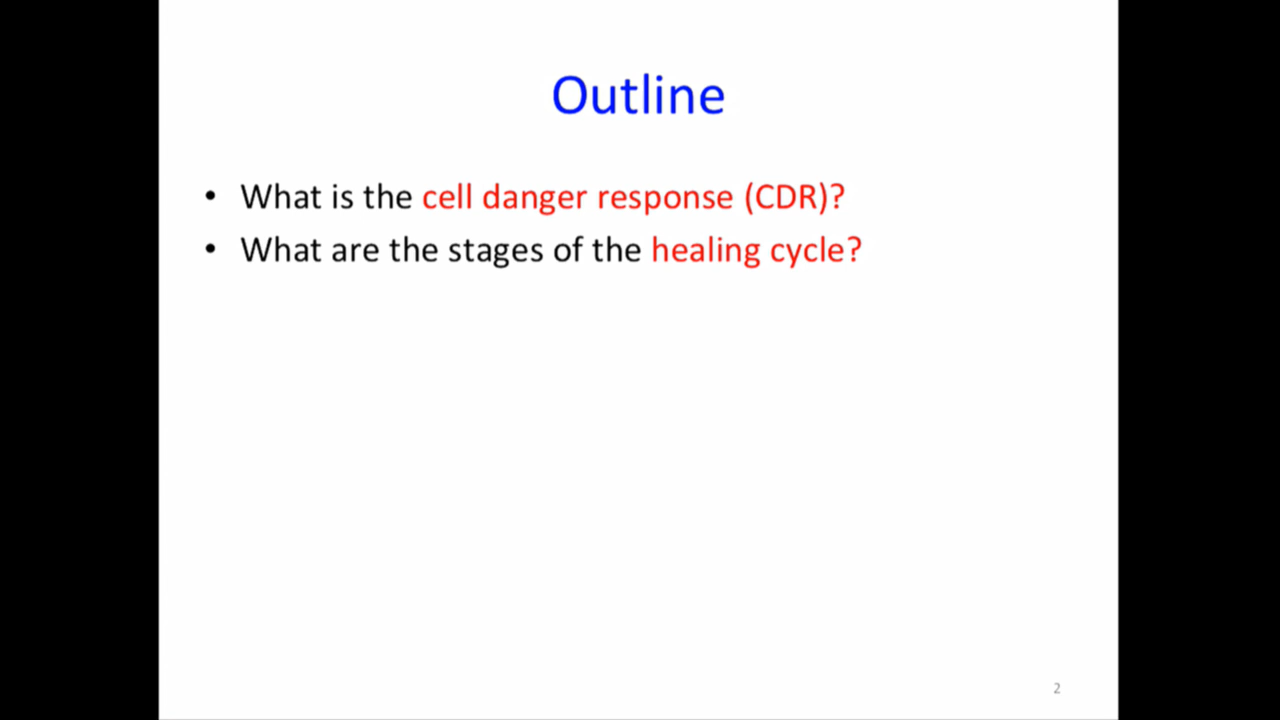 Outline
• What is the cell danger response (CDR)?
• What are the stages of the healing cycle?
2